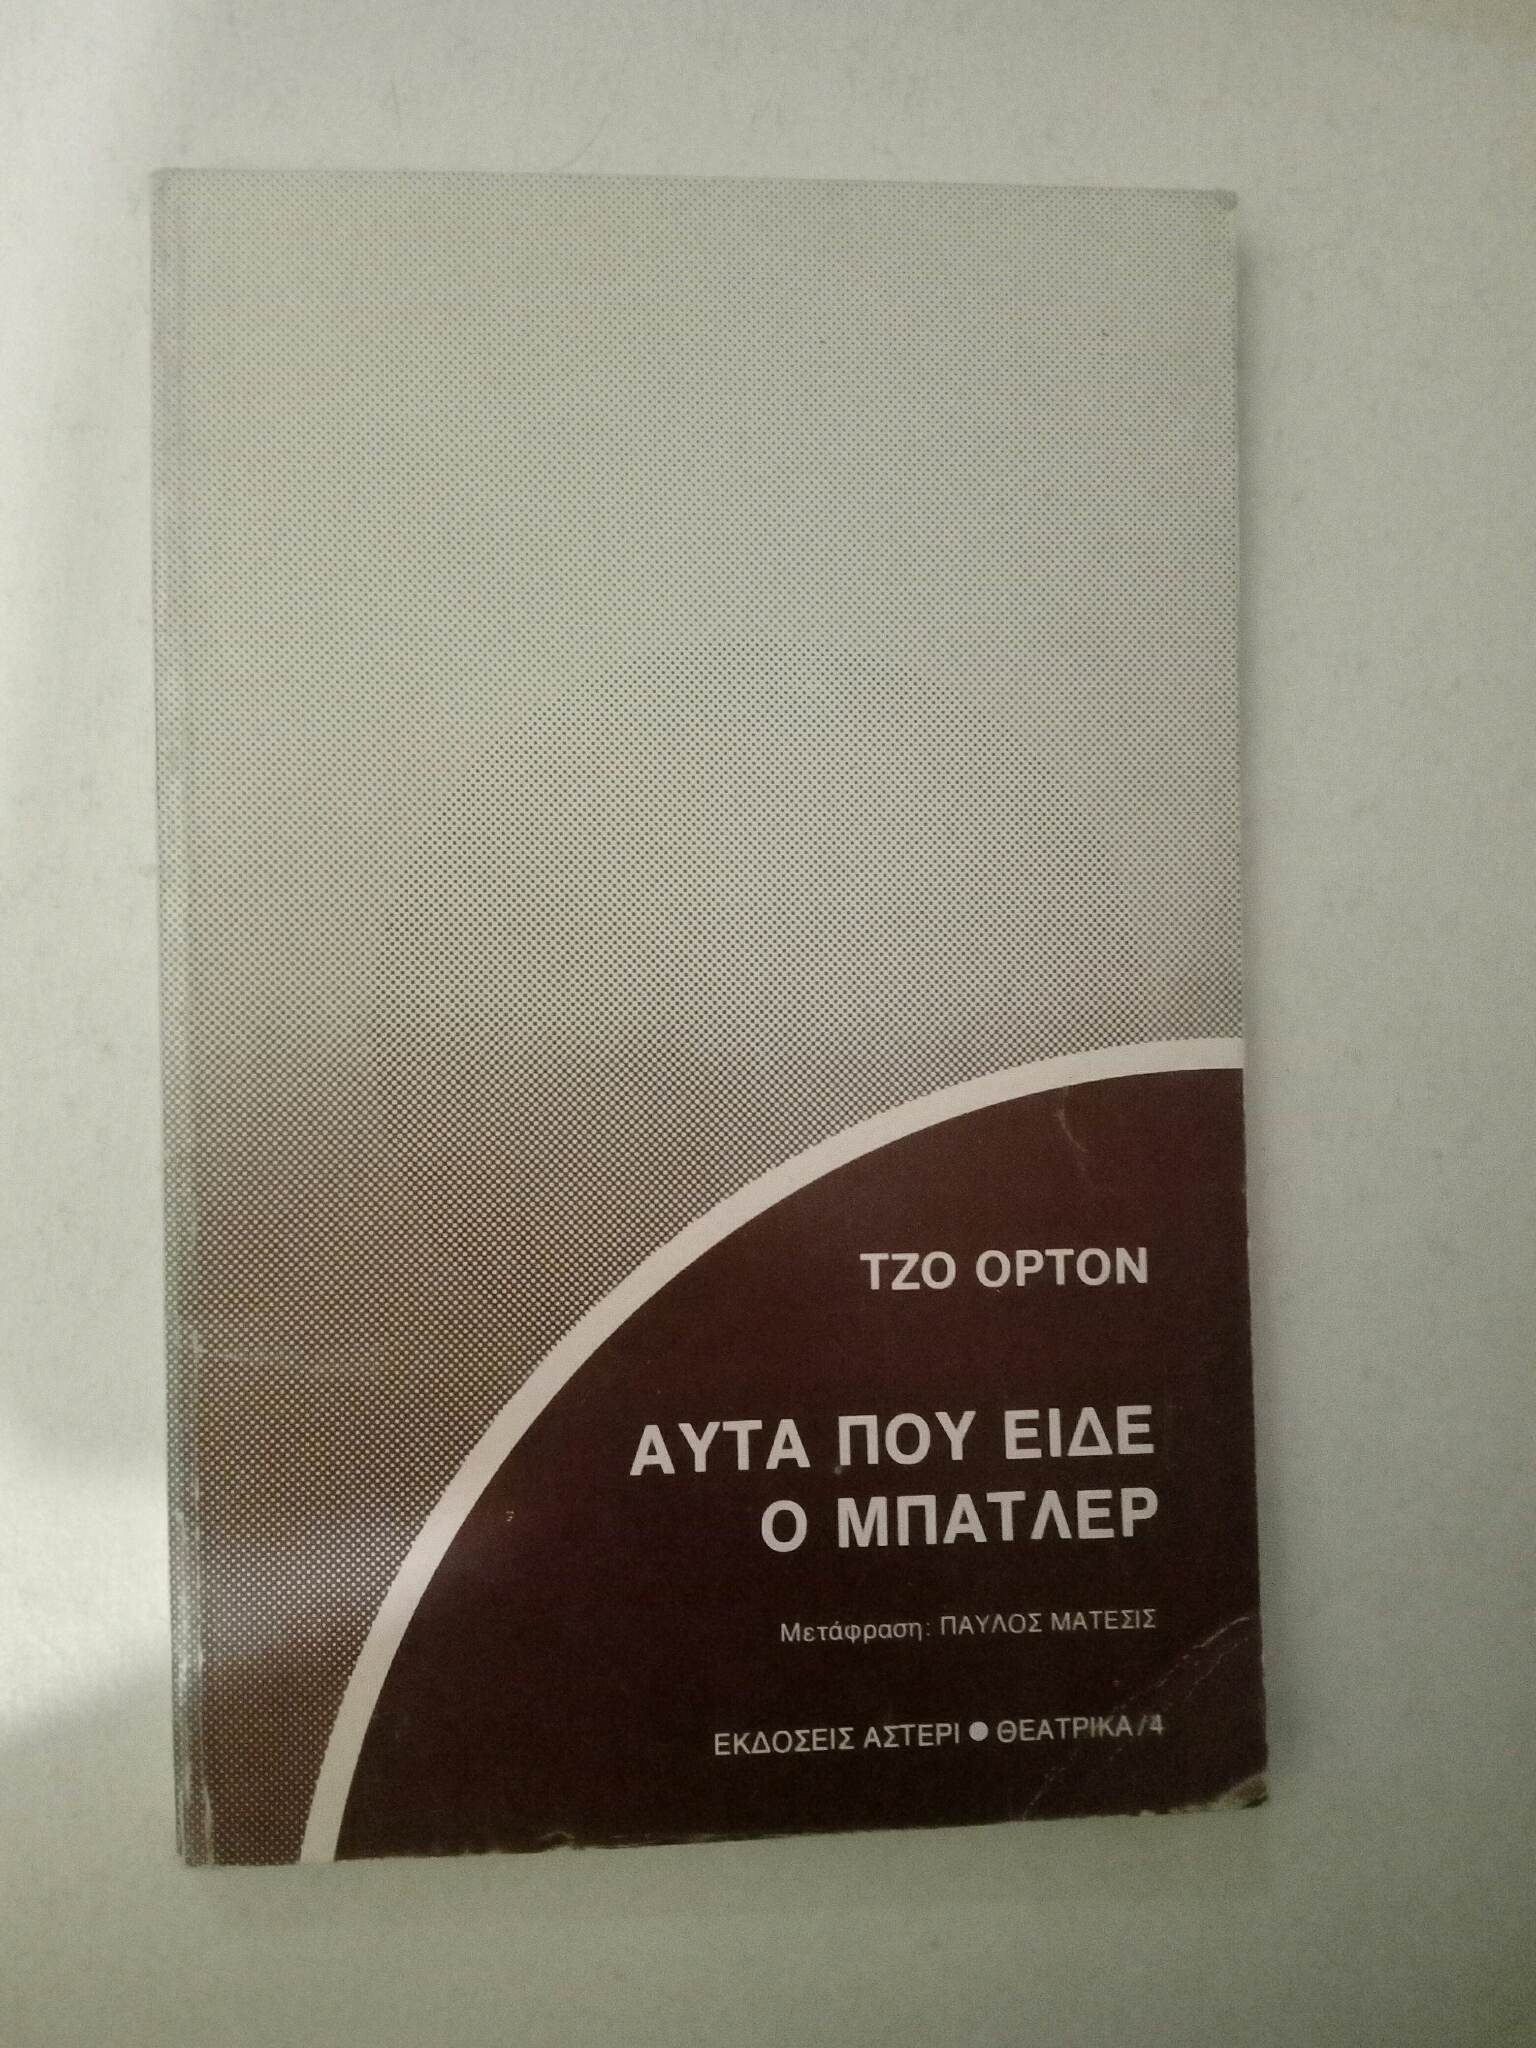 ΤΖΟ ΟΡΤΟΝ
ΑΥΤΑ ΠΟΥ ΕΙΔΕ
Ο ΜΠΑΤΛΕΡ
Μετάφραση: ΠΑΥΛΟΣ ΜΑΤΕΣΙΣ
ΕΚΔΟΣΕΙΣ ΑΣΤΕΡΙ ● ΘΕΑΤΡΙΚΑ/4